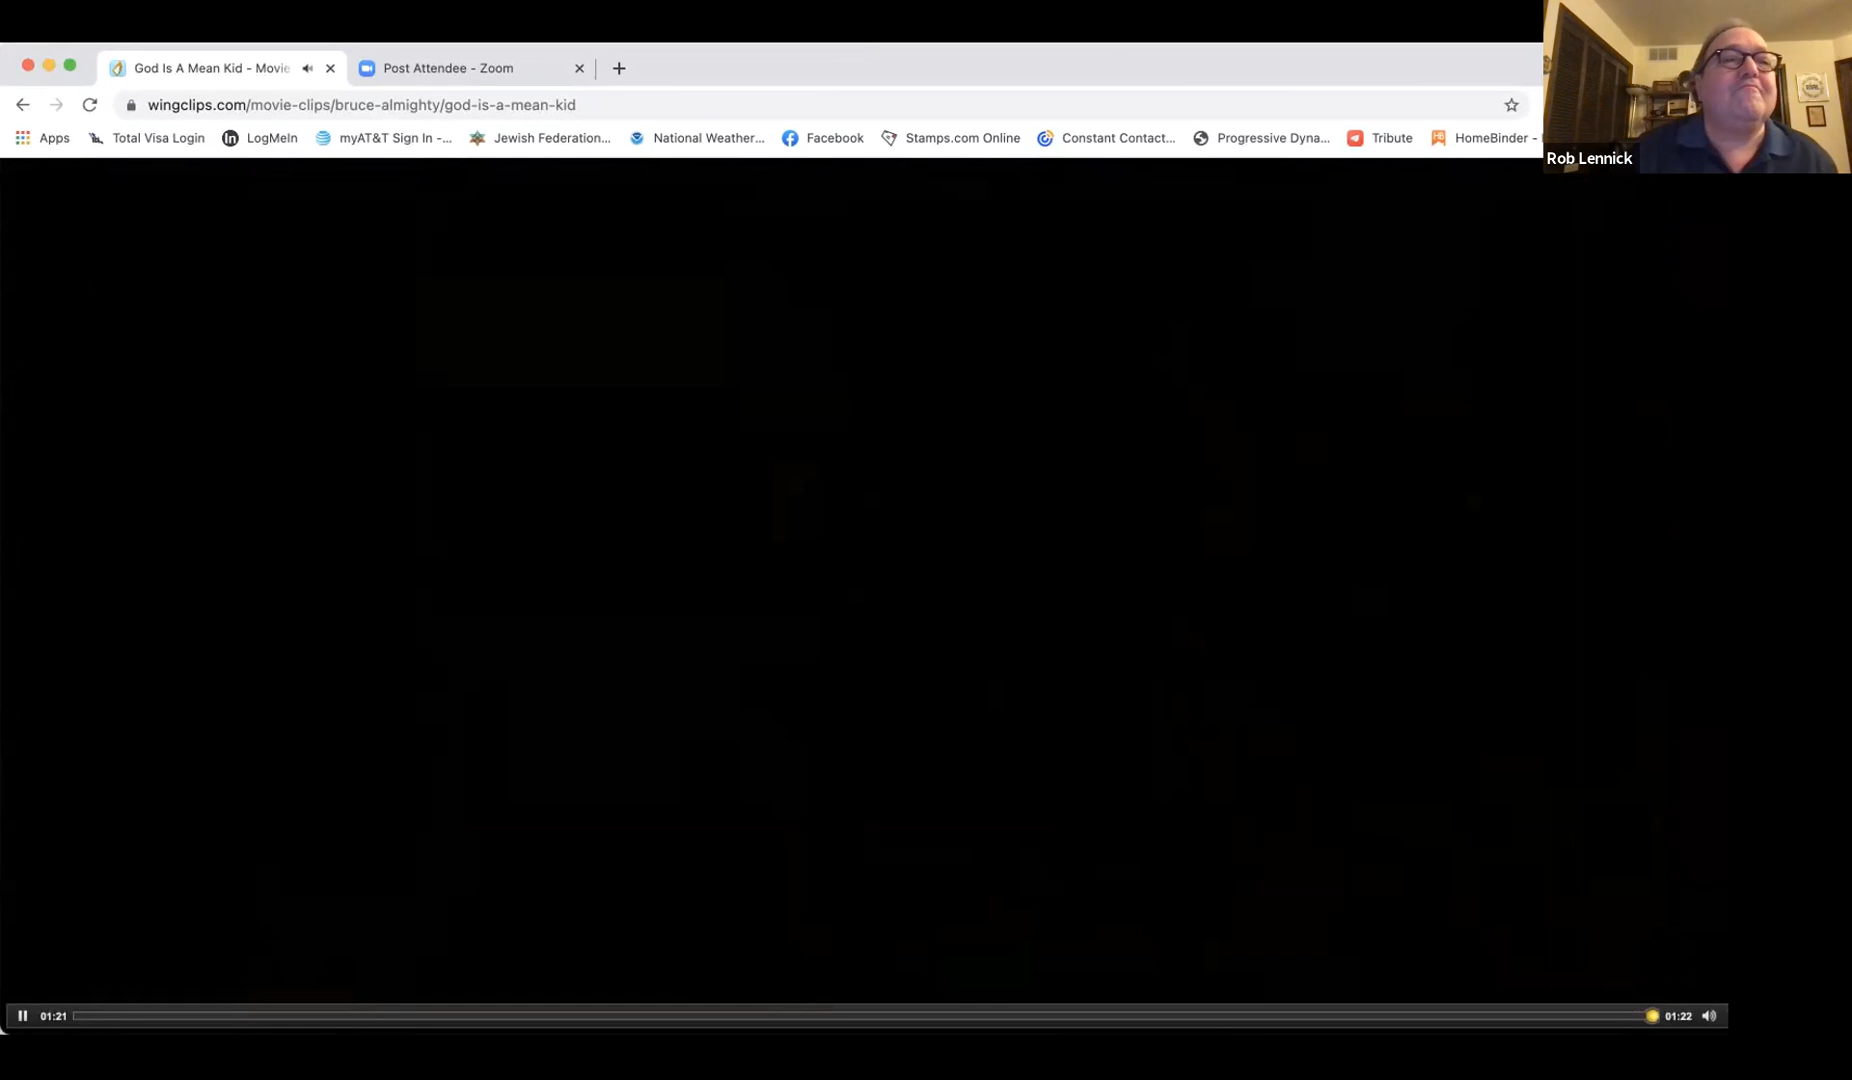 God Is A Mean Kid - Movie
Post Attendee - Zoom
wingclips.com/movie-clips/bruce-almighty/god-is-a-mean-kid
Apps
Total Visa Login
In
LogMeIn
myAT&T Sign In -...
Jewish Federation...
National Weather...
Facebook
Stamps.com Online
Constant Contact...
Progressive Dyna...
Tribute
HB
HomeBinder -
Rob Lennick
01:21
01:22